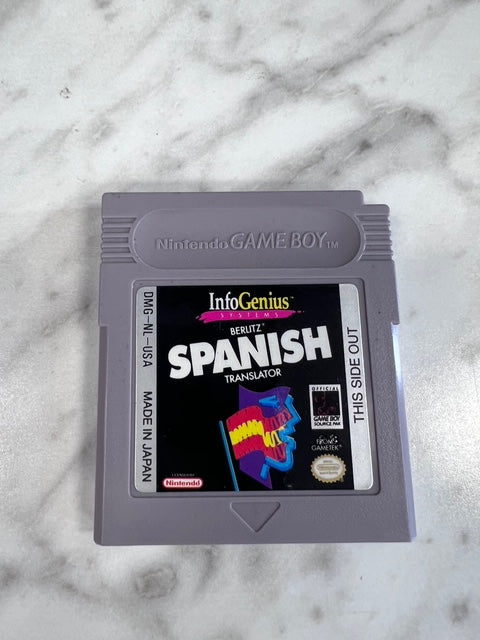 Nintendo GAME BOY TM
InfoGenius™
SYSTEMS
BERLITZ®
SPANISH
TRANSLATOR
DMG-NL-USA
MADE IN JAPAN
THIS SIDE OUT
OFFICIAL
GAME BOY
SOURCE PAK
FROM
GAMETEK
Nintendo